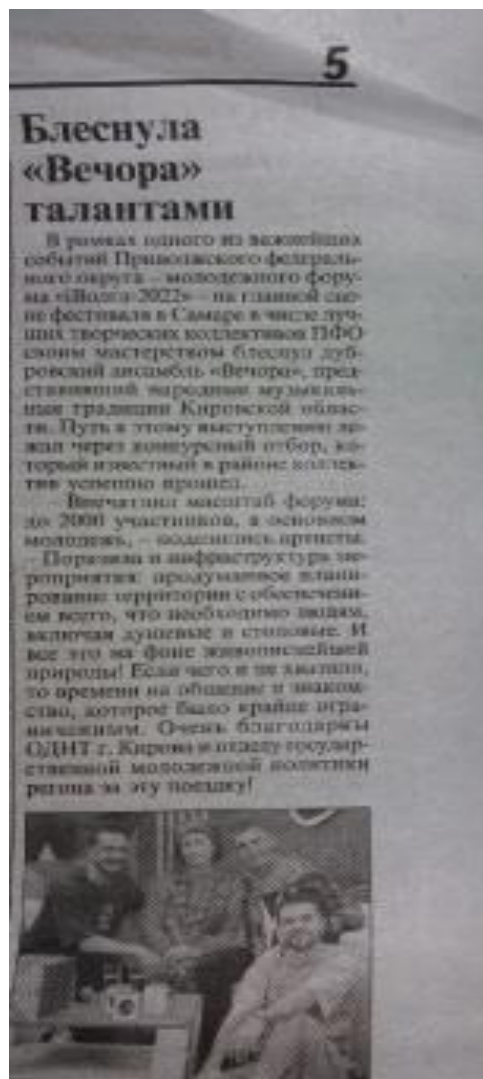 5
Блеснула
«Вечора»
талантами
В рамках одного из важнейших
событий Приволжского федераль-
ного округа – молодежного фору-
ма «iВолга-2022» – на главной сце-
не фестиваля в Самаре в числе луч-
ших творческих коллективов ПФО
своим мастерством блеснул дуб-
ровский ансамбль «Вечора», пред-
ставивший народные музыкаль-
ные традиции Кировской облас-
ти. Путь к этому выступлению ле-
жал через конкурсный отбор, ко-
торый известный в районе коллек-
тив успешно прошел.
– Впечатлил масштаб форума:
до 2000 участников, в основном
молодежь, – поделились артисты.
– Поразила и инфраструктура ме-
роприятия: продуманное плани-
рование территории с обеспечени-
ем всего, что необходимо людям,
включая душевые и столовые. И
все это на фоне живописнейшей
природы! Если чего и не хватало,
то времени на общение и знаком-
ство, которое было крайне огра-
ниченным. Очень благодарны
ОДНТ г. Кирова и отделу государ-
ственной молодежной политики
региона за эту поездку!